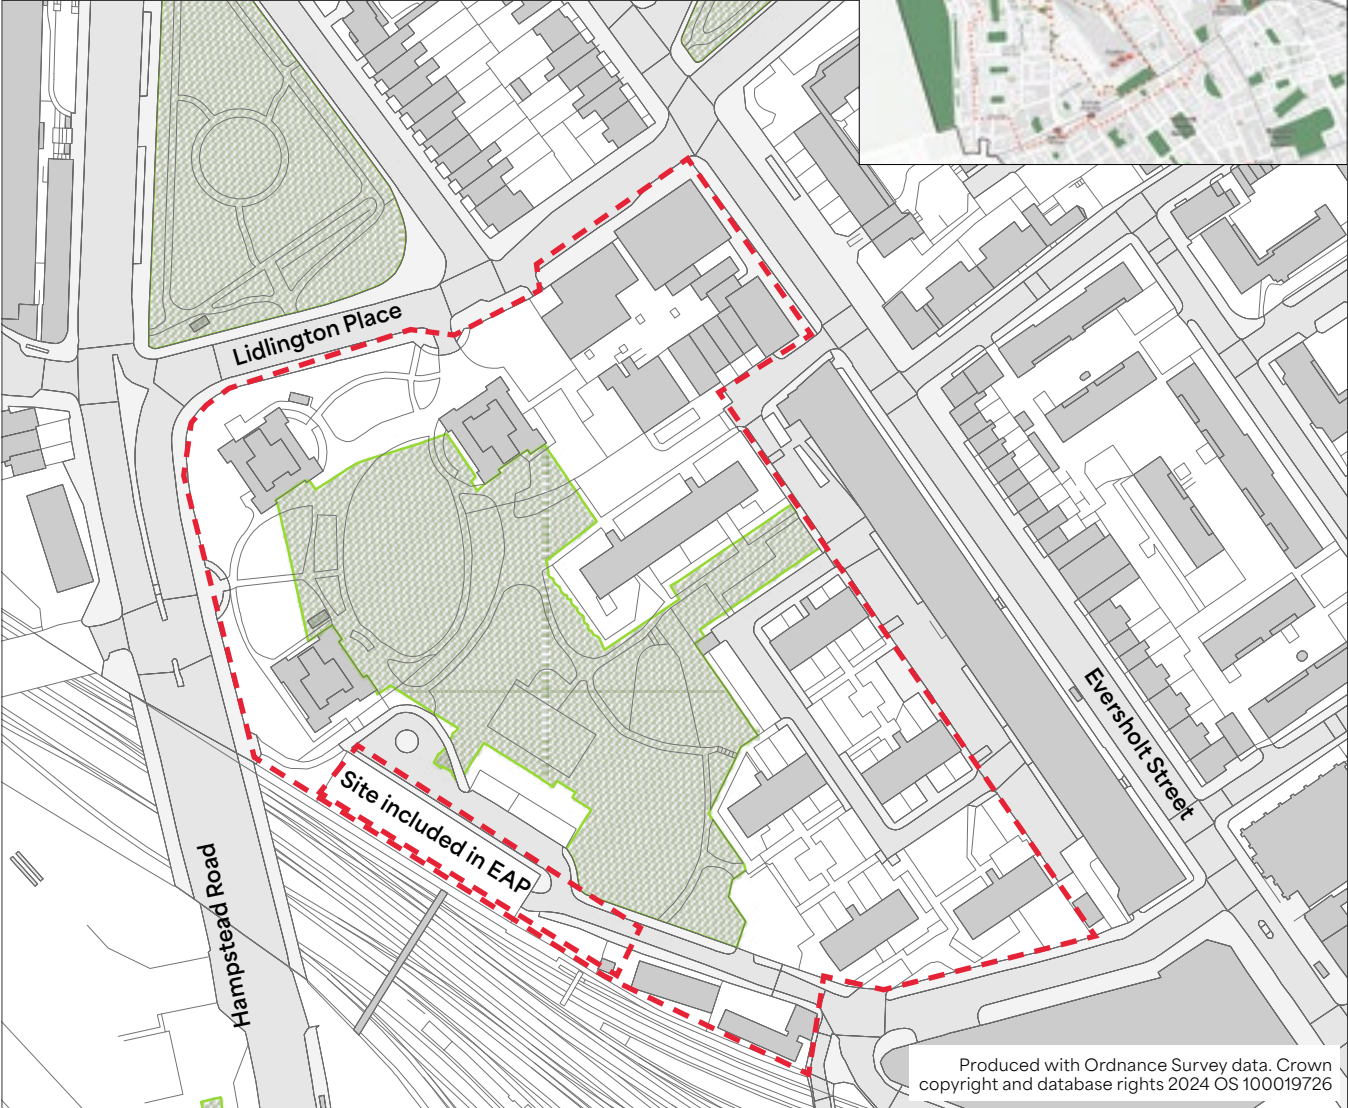 Lidlington Place
Eversholt Street
Site included in EAP
Hampstead Road
Produced with Ordnance Survey data. Crown
copyright and database rights 2024 OS 100019726